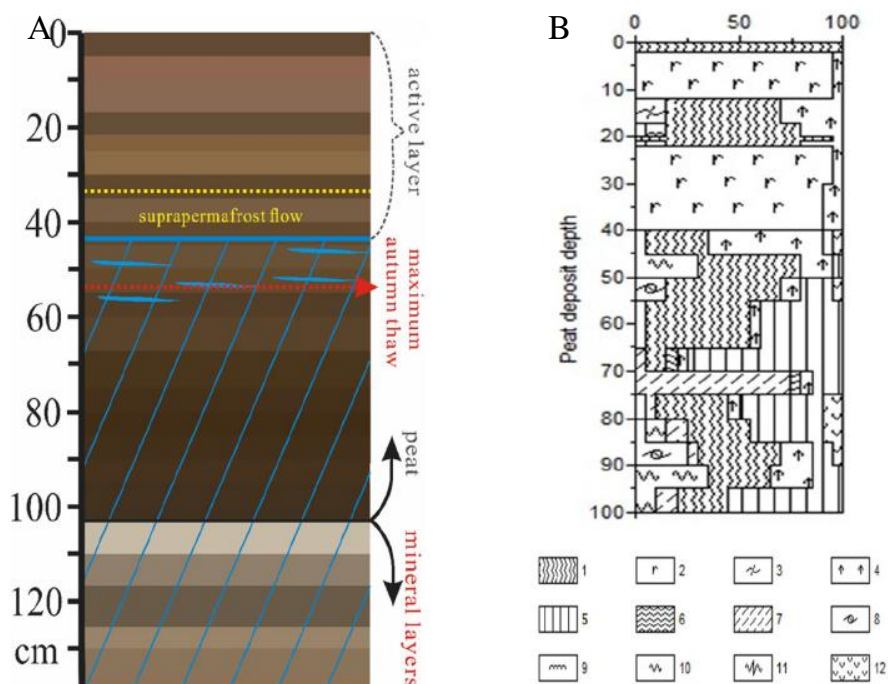 A
0
20
40
60
80
100
120
cm
active layer
suprapermafrost flow
maximum
autumn thaw
peat
mineral layers
B
0 50 100
Peat deposit depth
0
10
20
30
40
50
60
70
80
90
100
1 2 3 4
5 6 7 8
9 10 11 12